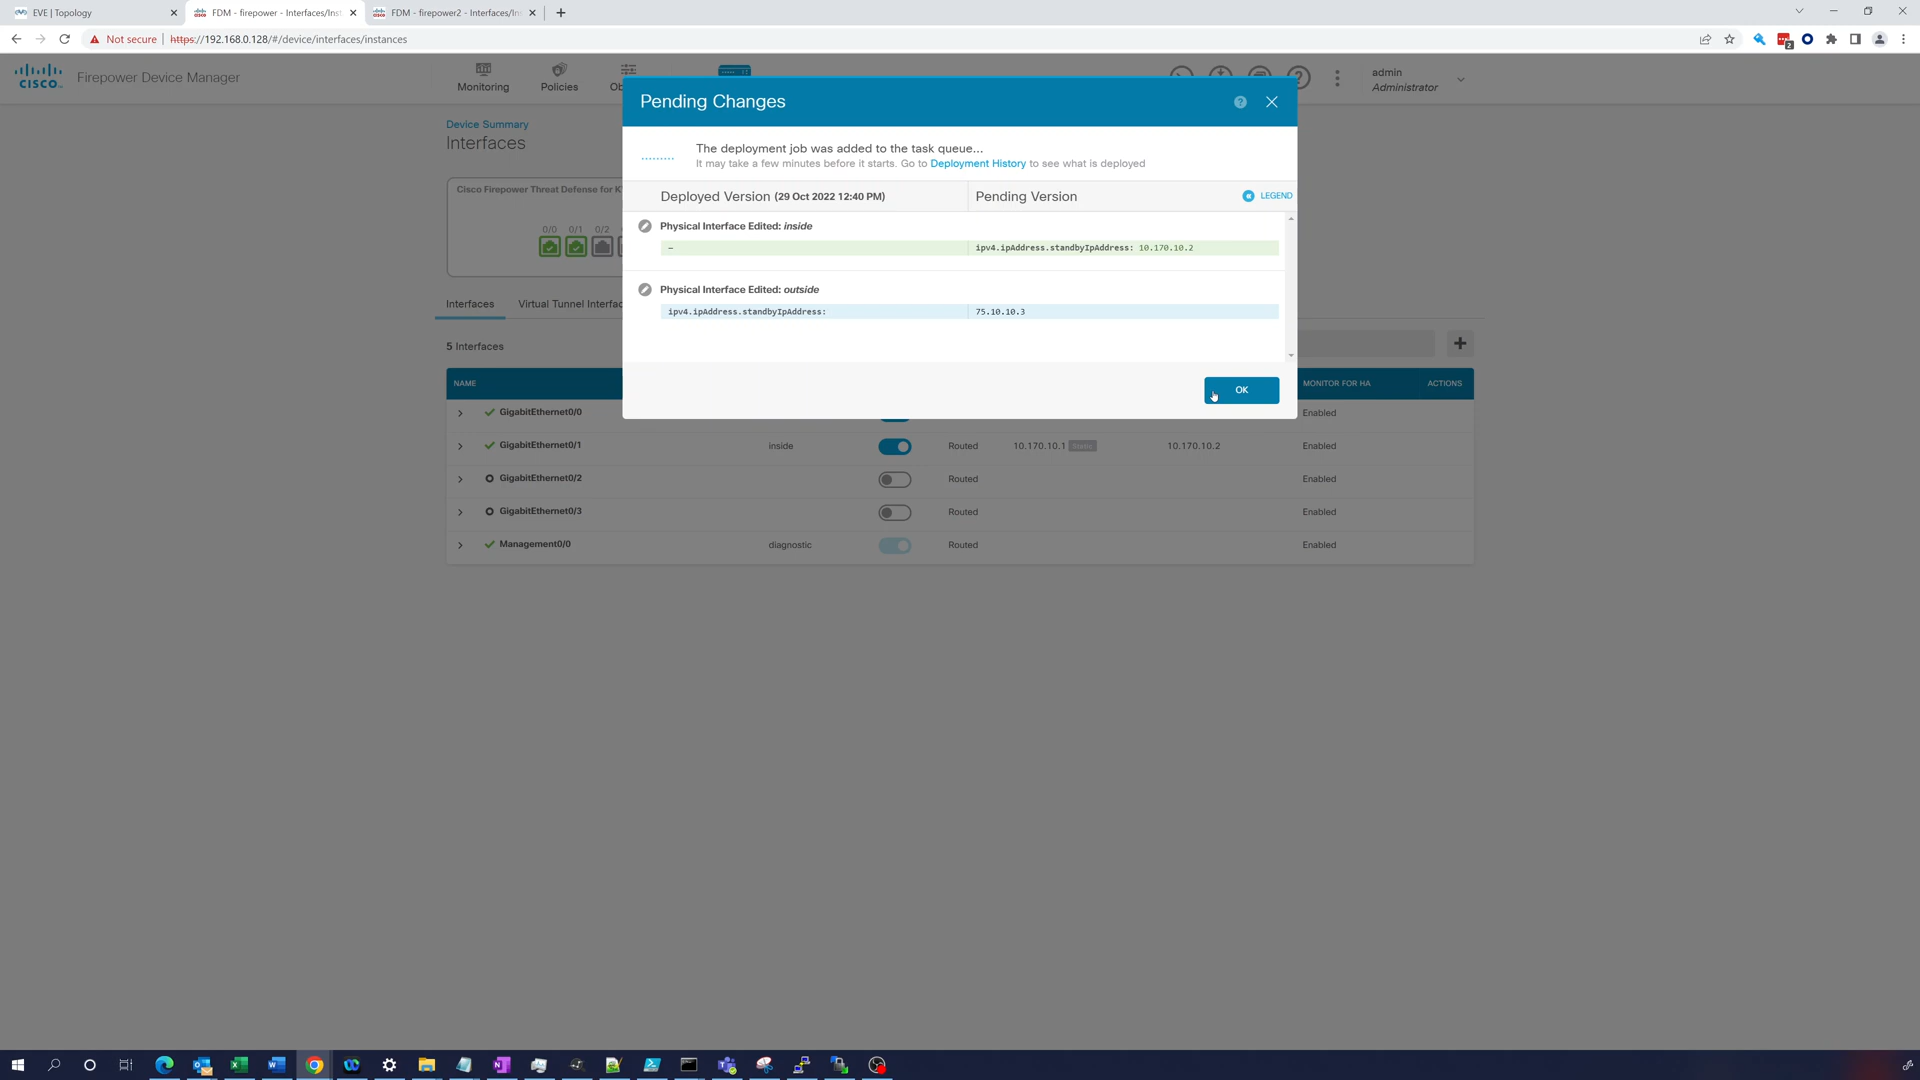 EVE | Topology
FDM - firepower - Interfaces/Inst
FDM - firepower2 - Interfaces/In
Not secure
https://192.168.0.128/#/device/interfaces/instances
2
CISCO
Firepower Device Manager
Monitoring
Policies
Ob
admin
Administrator
Pending Changes
Device Summary
Interfaces
The deployment job was added to the task queue...
It may take a few minutes before it starts. Go to Deployment History to see what is deployed
Cisco Firepower Threat Defense for K
Deployed Version (29 Oct 2022 12:40 PM)
Pending Version
LEGEND
0/0 0/1 0/2
Physical Interface Edited: inside
–
ipv4.ipAddress.standbyIpAddress: 10.170.10.2
Physical Interface Edited: outside
ipv4.ipAddress.standbyIpAddress:
75.10.10.3
Interfaces
Virtual Tunnel Interfac
5 Interfaces
OK
NAME
MONITOR FOR HA
ACTIONS
GigabitEthernet0/0
Enabled
GigabitEthernet0/1
inside
Routed
10.170.10.1
10.170.10.2
Enabled
GigabitEthernet0/2
Routed
Enabled
GigabitEthernet0/3
Routed
Enabled
Management0/0
diagnostic
Routed
Enabled